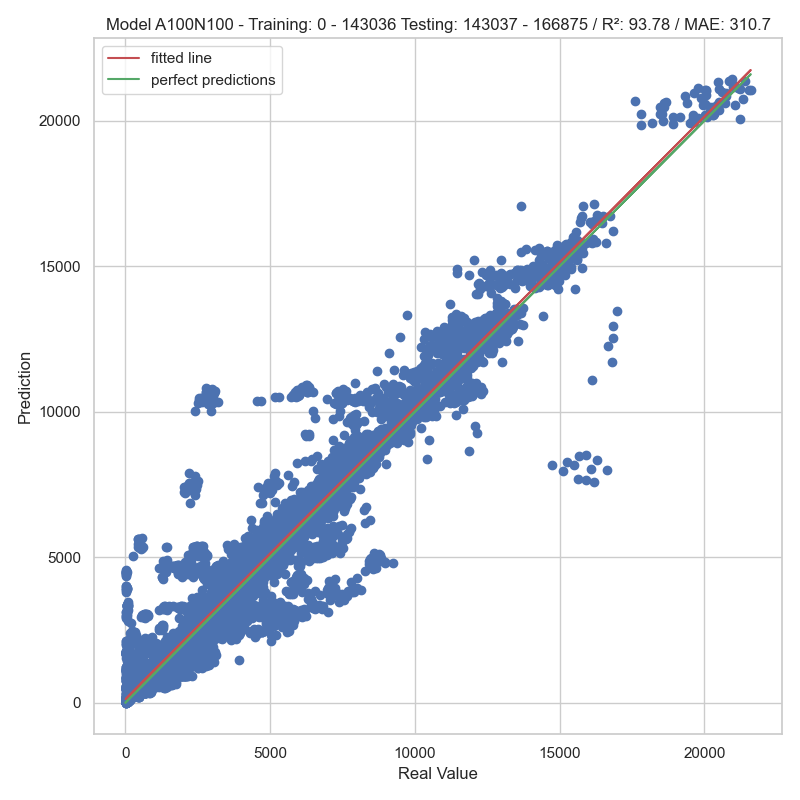 Model A100N100 - Training: 0 - 143036 Testing: 143037 - 166875 / R²: 93.78 / MAE: 310.7
fitted line
perfect predictions
20000
15000
10000
5000
0
Prediction
0 5000 10000 15000 20000
Real Value